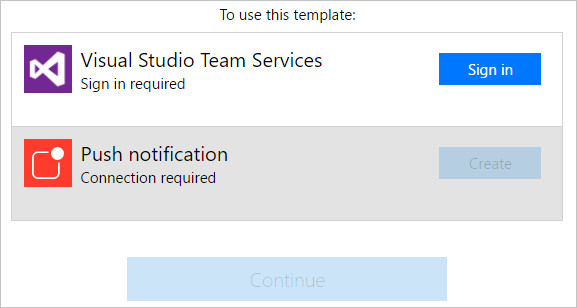 To use this template:
Visual Studio Team Services
Sign in required
Sign in
Push notification
Connection required
Create
Continue